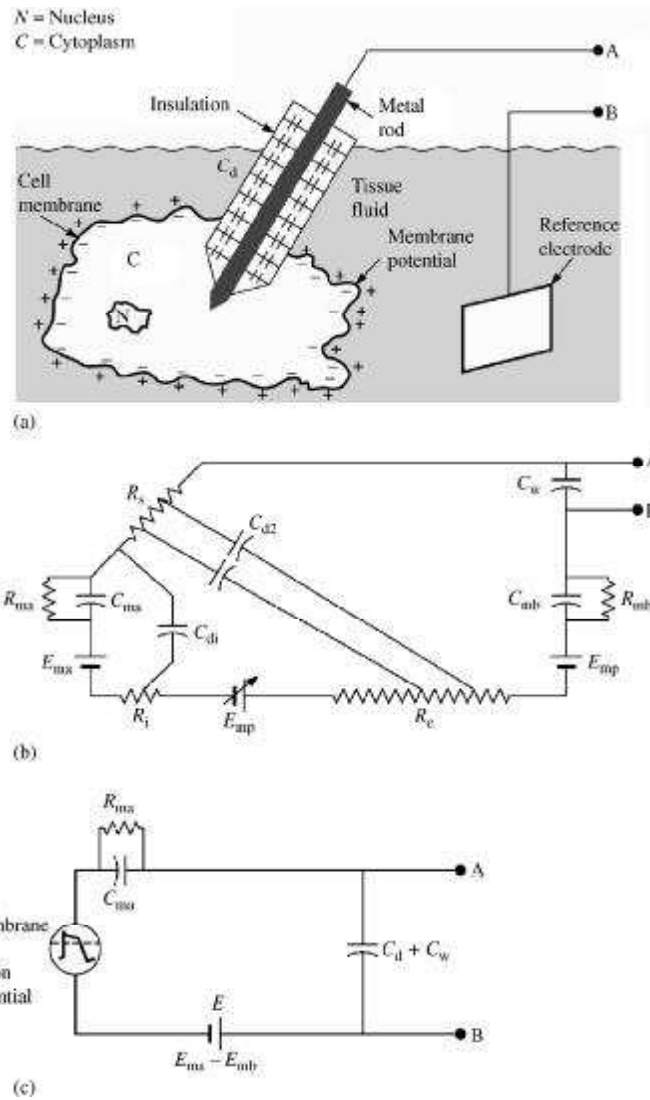 N = Nucleus
C = Cytoplasm
A
Insulation
Metal
rod
B
C_d
Cell
membrane
Tissue
fluid
Membrane
potential
Reference
electrode
C
N
(a)
R_s
C_w
C_d2
R_ma
C_ma
C_di
C_mb
R_mb
E_ma
E_mp
R_i
E_mp
R_e
(b)
R_ma
A
C_ma
C_d + C_w
E
B
E_ma − E_mb
(c)